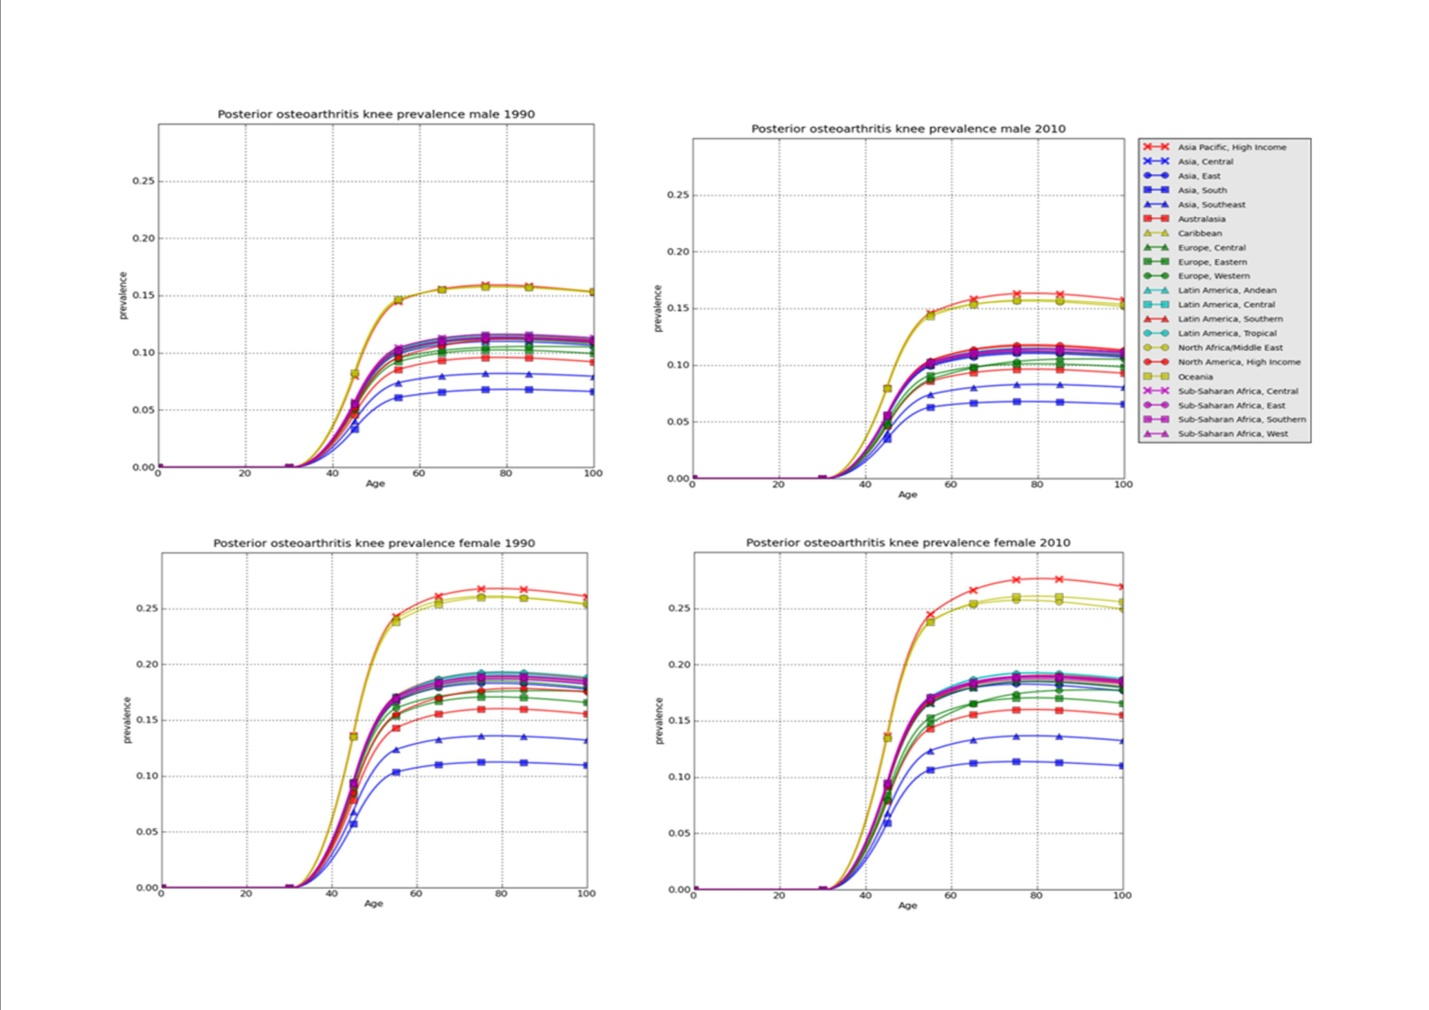 Posterior osteoarthritis knee prevalence male 1990
0.25
0.20
0.15
0.10
0.05
0.00
prevalence
0 20 40 60 80 100
Age
Posterior osteoarthritis knee prevalence male 2010
0.25
0.20
0.15
0.10
0.05
0.00
prevalence
0 20 40 60 80 100
Age
Asia Pacific, High Income
Asia, Central
Asia, East
Asia, South
Asia, Southeast
Australasia
Caribbean
Europe, Central
Europe, Eastern
Europe, Western
Latin America, Andean
Latin America, Central
Latin America, Southern
Latin America, Tropical
North Africa/Middle East
North America, High Income
Oceania
Sub-Saharan Africa, Central
Sub-Saharan Africa, East
Sub-Saharan Africa, Southern
Sub-Saharan Africa, West
Posterior osteoarthritis knee prevalence female 1990
0.25
0.20
0.15
0.10
0.05
0.00
prevalence
0 20 40 60 80 100
Age
Posterior osteoarthritis knee prevalence female 2010
0.25
0.20
0.15
0.10
0.05
0.00
prevalence
0 20 40 60 80 100
Age